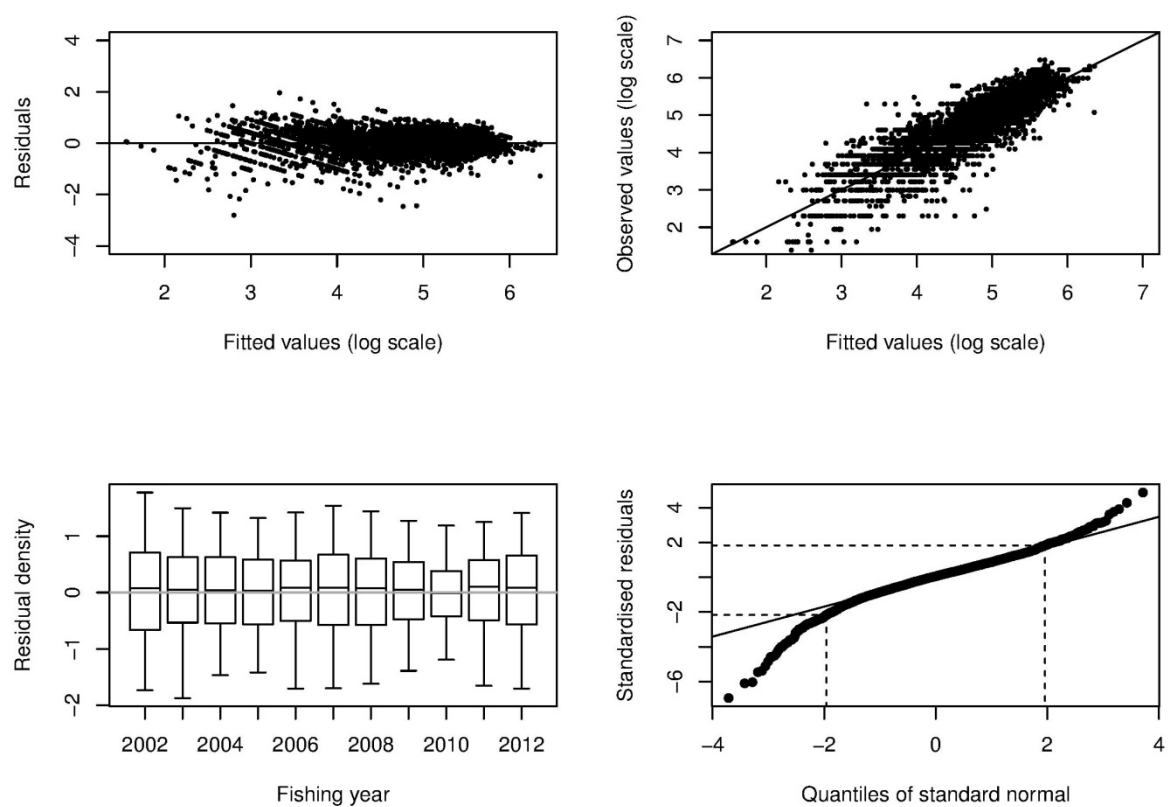 4
2
0
-2
-4
Residuals
2 3 4 5 6
Fitted values (log scale)
7
6
5
4
3
2
Observed values (log scale)
2 3 4 5 6 7
Fitted values (log scale)
1
0
-1
-2
Residual density
2002 2004 2006 2008 2010 2012
Fishing year
4
2
-2
-6
Standardised residuals
-4 -2 0 2 4
Quantiles of standard normal